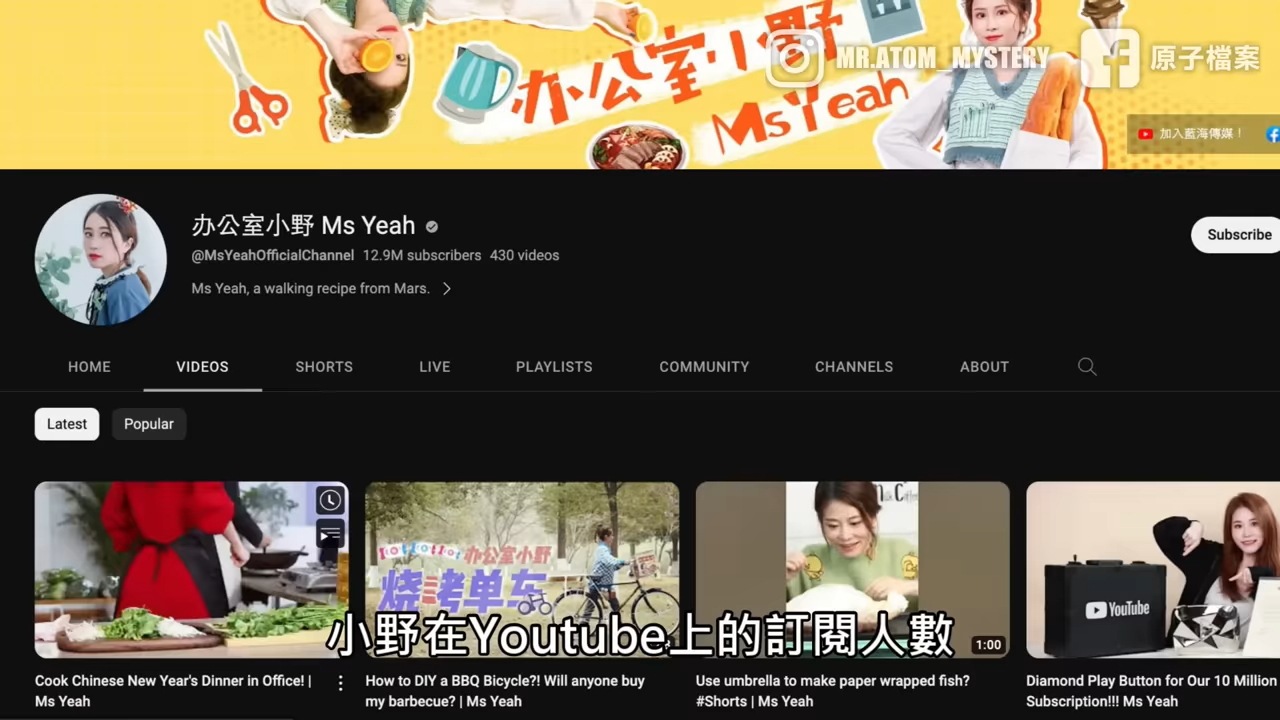 办公室小野
MsYeah
MR.ATOM_MYSTERY
原子檔案
加入藍海傳媒！
办公室小野 Ms Yeah
@MsYeahOfficialChannel 12.9M subscribers 430 videos
Ms Yeah, a walking recipe from Mars.
Subscribe
HOME VIDEOS SHORTS LIVE PLAYLISTS COMMUNITY CHANNELS ABOUT
Latest Popular
办公室小野
烧烤单车
YouTube
1:00
小野在Youtube上的訂閱人數
Cook Chinese New Year's Dinner in Office! |
Ms Yeah
How to DIY a BBQ Bicycle?! Will anyone buy
my barbecue? | Ms Yeah
Use umbrella to make paper wrapped fish?
#Shorts | Ms Yeah
Diamond Play Button for Our 10 Million
Subscription!!! Ms Yeah